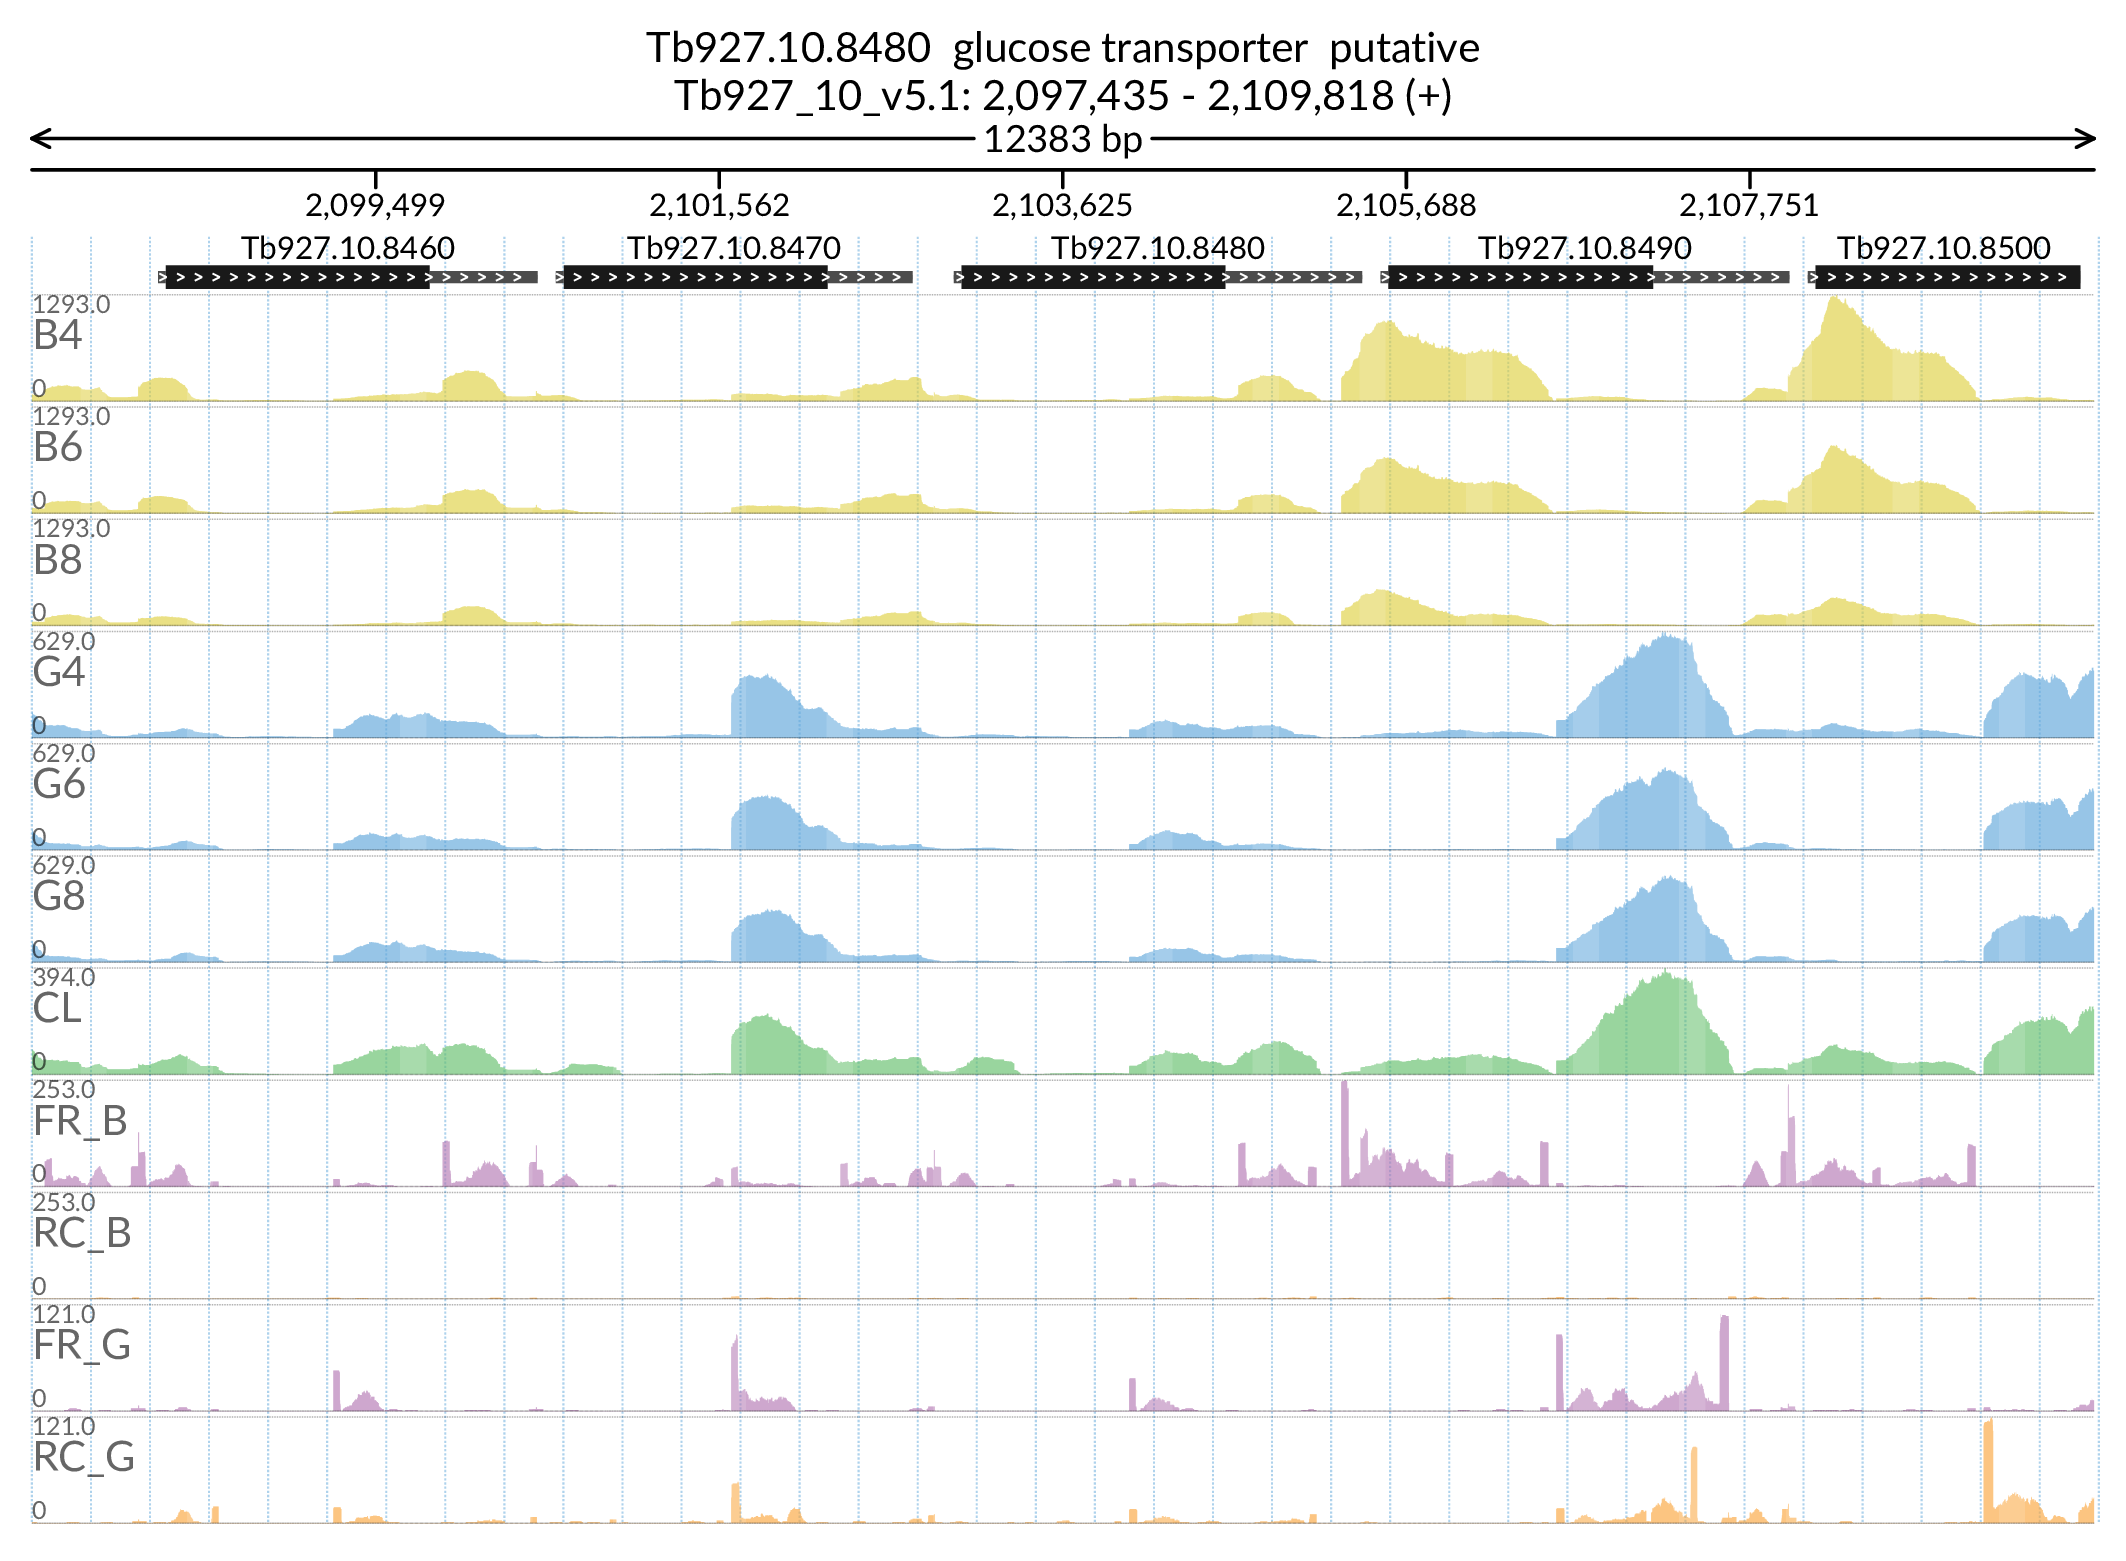 Tb927.10.8480 glucose transporter putative
Tb927_10_v5.1: 2,097,435 - 2,109,818 (+)
12383 bp
2,099,499 2,101,562 2,103,625 2,105,688 2,107,751
Tb927.10.8460 Tb927.10.8470 Tb927.10.8480 Tb927.10.8490 Tb927.10.8500
1293.0
B4
0
1293.0
B6
0
1293.0
B8
0
629.0
G4
0
629.0
G6
0
629.0
G8
0
394.0
CL
0
253.0
FR_B
0
253.0
RC_B
0
121.0
FR_G
0
121.0
RC_G
0